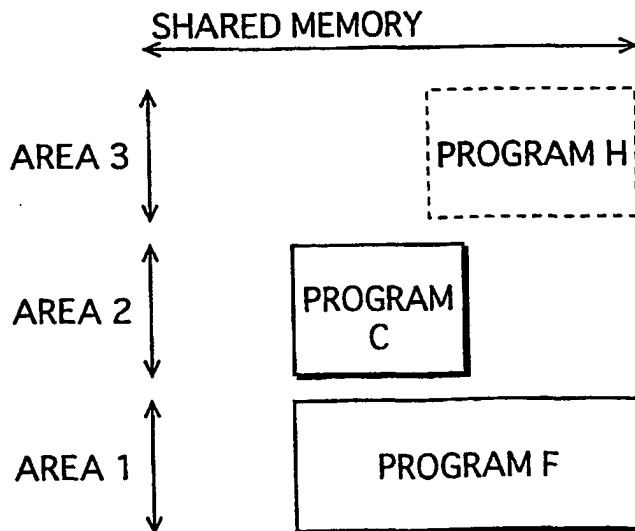 SHARED MEMORY
AREA 3
PROGRAM H
AREA 2
PROGRAM
C
AREA 1
PROGRAM F